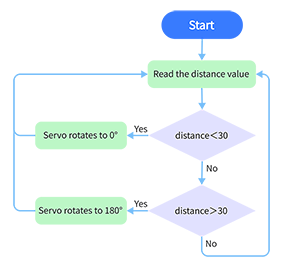 Start
Read the distance value
distance＜30
Yes
Servo rotates to 0°
No
distance＞30
Yes
Servo rotates to 180°
No